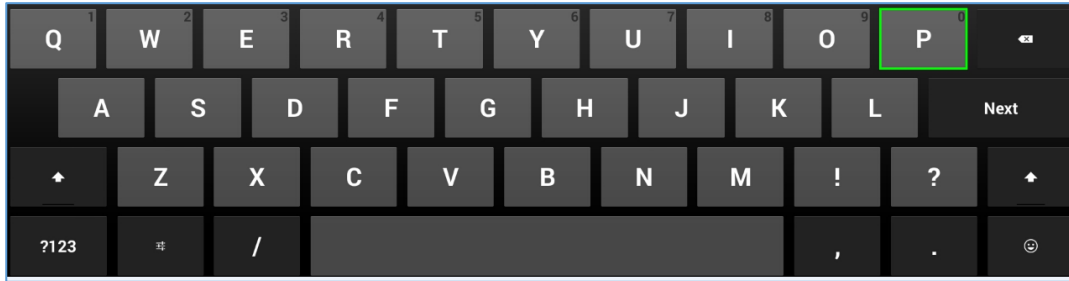 Q 1 W 2 E 3 R 4 T 5 Y 6 U 7 I 8 O 9 P 0
A S D F G H J K L Next
Z X C V B N M ! ?
?123 / , .